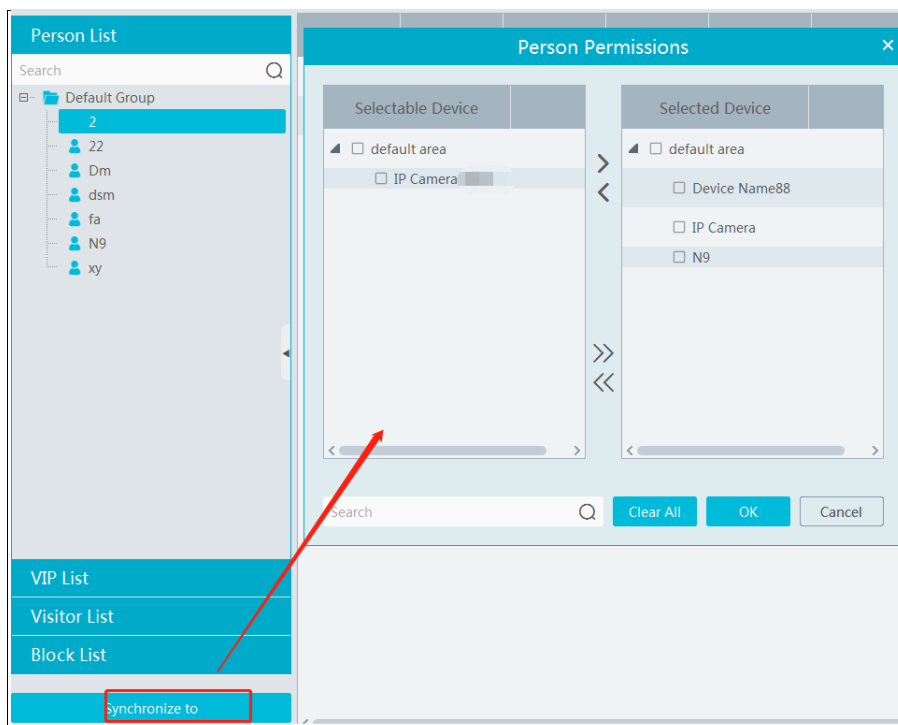 Person List
Search
Default Group
2
22
Dm
dsm
fa
N9
xy
VIP List
Visitor List
Block List
Synchronize to
Person Permissions
Selectable Device
default area
IP Camera
Selected Device
default area
Device Name88
IP Camera
N9
Search
Clear All
OK
Cancel